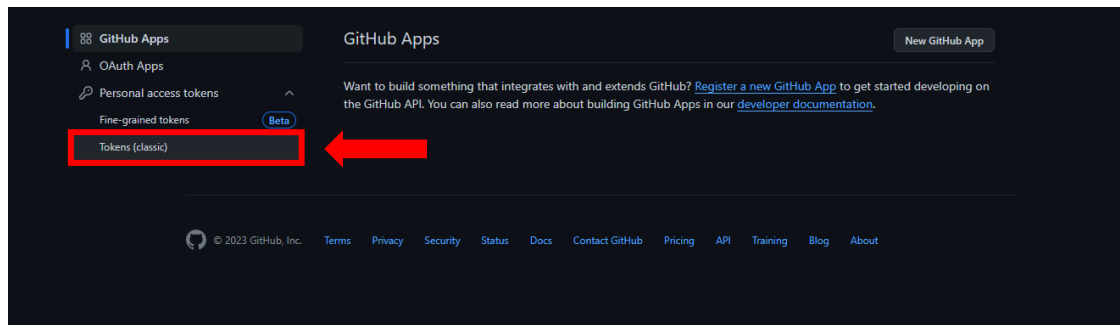 GitHub Apps
OAuth Apps
Personal access tokens
Fine-grained tokens Beta
Tokens (classic)
GitHub Apps
New GitHub App
Want to build something that integrates with and extends GitHub? Register a new GitHub App to get started developing on
the GitHub API. You can also read more about building GitHub Apps in our developer documentation.
© 2023 GitHub, Inc. Terms Privacy Security Status Docs Contact GitHub Pricing API Training Blog About